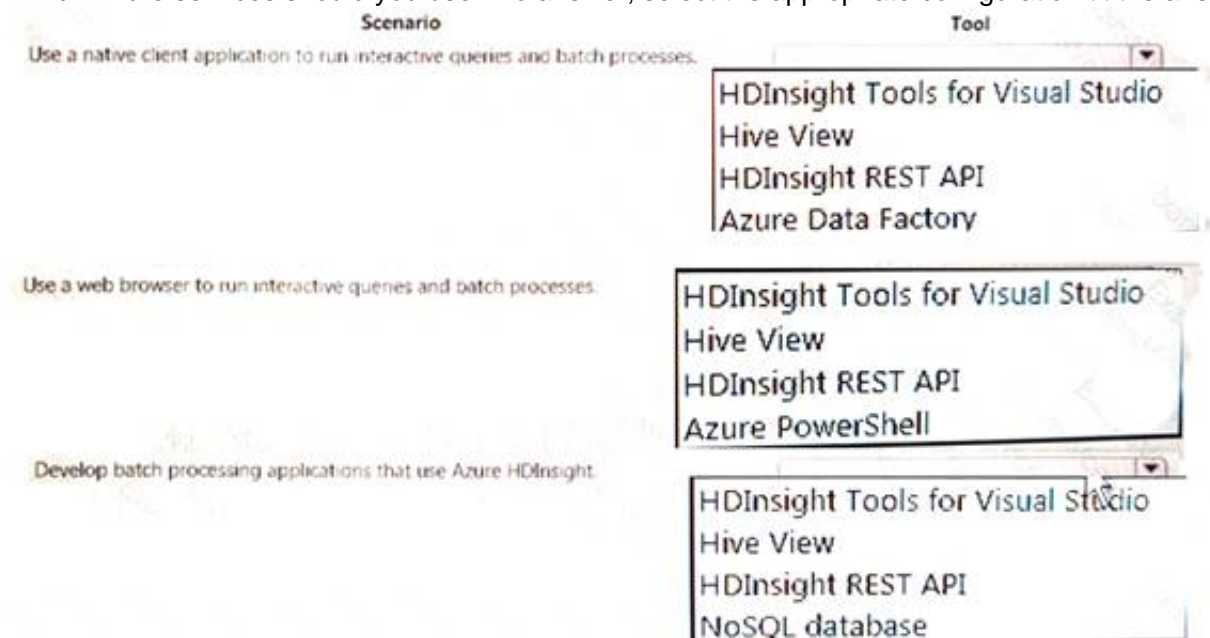 Scenario Tool
Use a native client application to run interactive queries and batch processes.
HDInsight Tools for Visual Studio
Hive View
HDInsight REST API
Azure Data Factory
Use a web browser to run interactive queries and batch processes.
HDInsight Tools for Visual Studio
Hive View
HDInsight REST API
Azure PowerShell
Develop batch processing applications that use Azure HDInsight.
HDInsight Tools for Visual Studio
Hive View
HDInsight REST API
NoSQL database